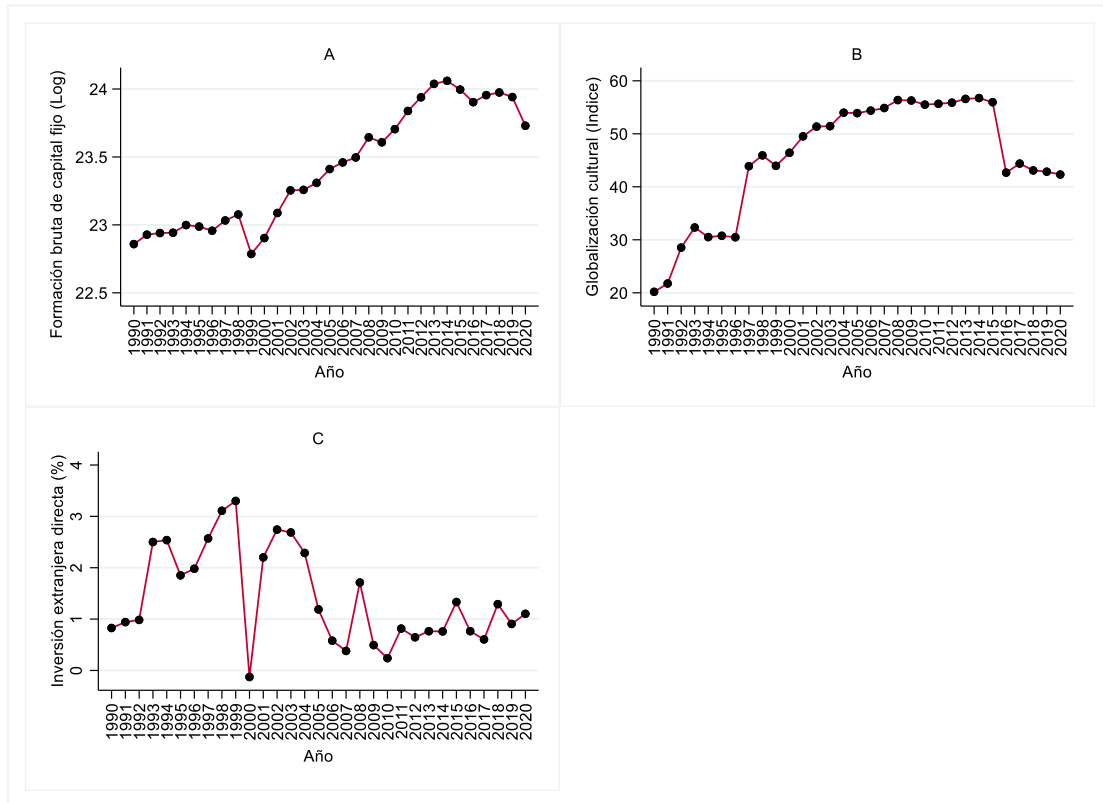 A
Formación bruta de capital fijo (Log)
24
23.5
23
22.5
1990 1991 1992 1993 1994 1995 1996 1997 1998 1999 2000 2001 2002 2003 2004 2005 2006 2007 2008 2009 2010 2011 2012 2013 2014 2015 2016 2017 2018 2019 2020
Año
B
Globalización cultural (Indice)
60
50
40
30
20
1990 1991 1992 1993 1994 1995 1996 1997 1998 1999 2000 2001 2002 2003 2004 2005 2006 2007 2008 2009 2010 2011 2012 2013 2014 2015 2016 2017 2018 2019 2020
Año
C
Inversión extranjera directa (%)
4
3
2
1
0
1990 1991 1992 1993 1994 1995 1996 1997 1998 1999 2000 2001 2002 2003 2004 2005 2006 2007 2008 2009 2010 2011 2012 2013 2014 2015 2016 2017 2018 2019 2020
Año